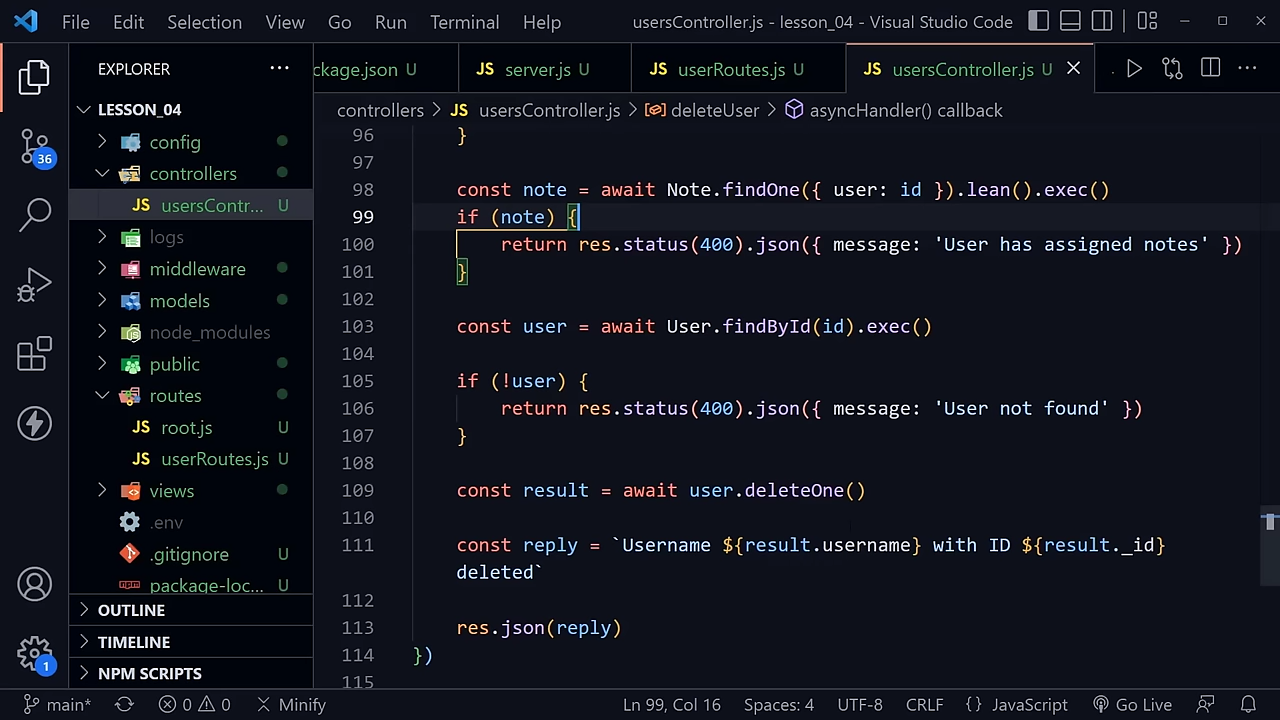 File Edit Selection View Go Run Terminal Help usersController.js - lesson_04 - Visual Studio Code
EXPLORER ···
ckage.json U JS server.js U JS userRoutes.js U JS usersController.js U
LESSON_04
controllers > JS usersController.js > deleteUser > asyncHandler() callback
config
controllers
JS usersContr... U
logs
middleware
models
node_modules
public
routes
JS root.js U
JS userRoutes.js U
views
.env
.gitignore U
package-loc... U
OUTLINE
TIMELINE
NPM SCRIPTS
36
1
96 }
97
98 const note = await Note.findOne({ user: id }).lean().exec()
99 if (note) {
100 return res.status(400).json({ message: 'User has assigned notes' })
101 }
102
103 const user = await User.findById(id).exec()
104
105 if (!user) {
106 return res.status(400).json({ message: 'User not found' })
107 }
108
109 const result = await user.deleteOne()
110
111 const reply = `Username ${result.username} with ID ${result._id}
deleted`
112
113 res.json(reply)
114 })
115
main* 0 0 Minify Ln 99, Col 16 Spaces: 4 UTF-8 CRLF {} JavaScript Go Live